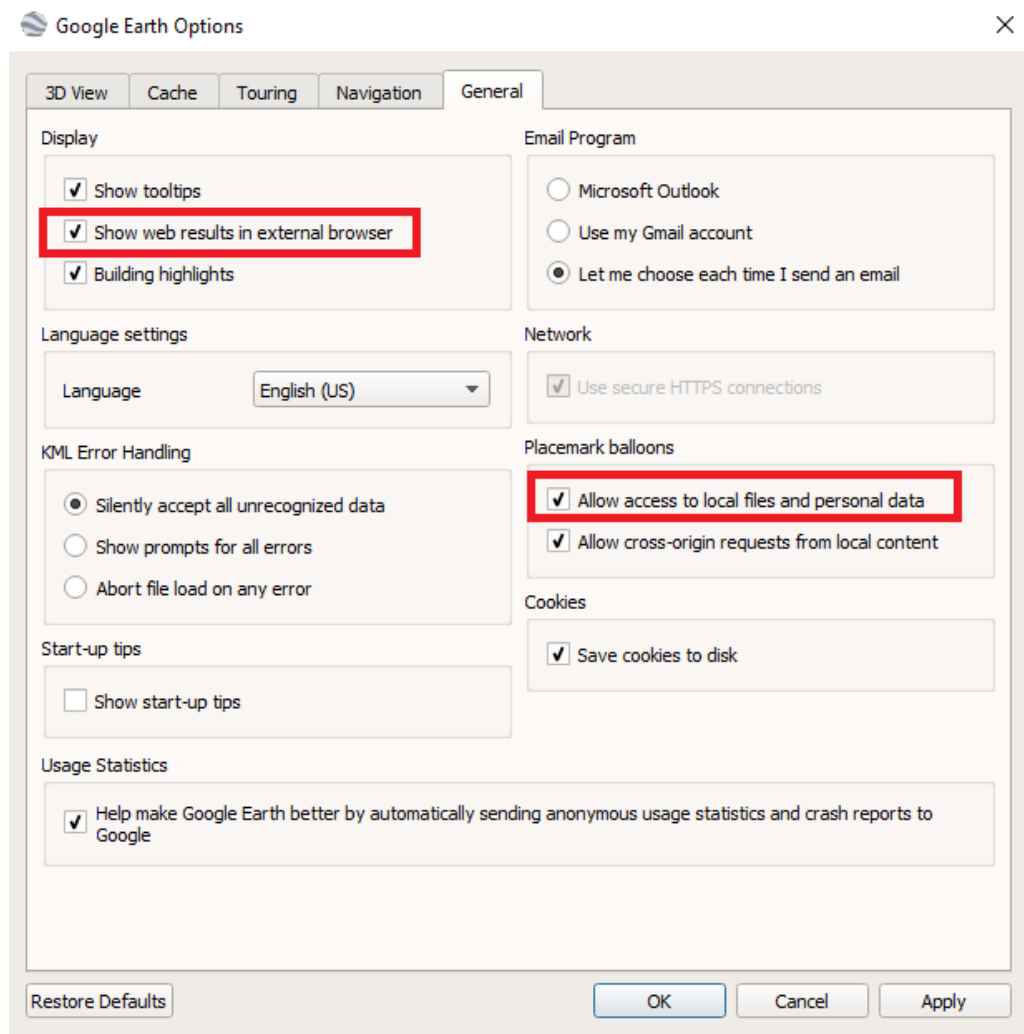 Google Earth Options
3D View
Cache
Touring
Navigation
General
Display
Show tooltips
Show web results in external browser
Building highlights
Language settings
Language
English (US)
KML Error Handling
Silently accept all unrecognized data
Show prompts for all errors
Abort file load on any error
Start-up tips
Show start-up tips
Email Program
Microsoft Outlook
Use my Gmail account
Let me choose each time I send an email
Network
Use secure HTTPS connections
Placemark balloons
Allow access to local files and personal data
Allow cross-origin requests from local content
Cookies
Save cookies to disk
Usage Statistics
Help make Google Earth better by automatically sending anonymous usage statistics and crash reports to
Google
Restore Defaults
OK
Cancel
Apply